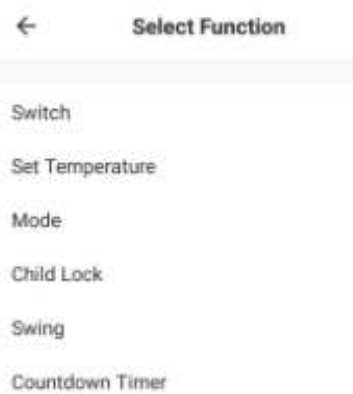 Select Function
Switch
Set Temperature
Mode
Child Lock
Swing
Countdown Timer